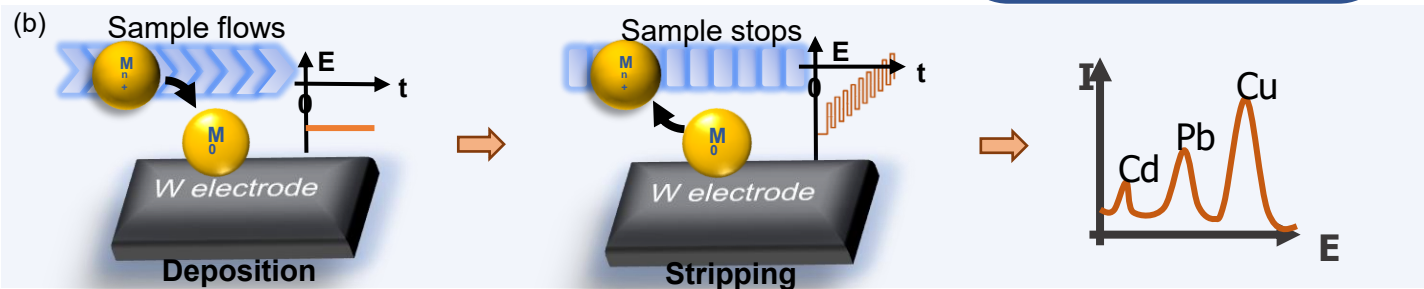 (b)
Sample flows
M
n
+
E
t
0
M
0
W electrode
Deposition
Sample stops
M
n
+
E
t
0
M
0
W electrode
Stripping
I
Cd
Pb
Cu
E